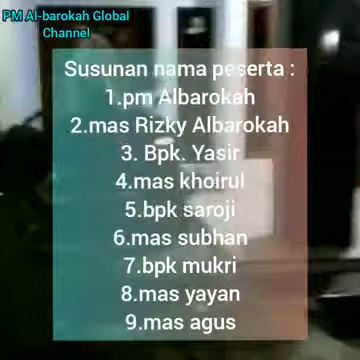 PM Al-barokah Global
Channel
Susunan nama peserta :
1.pm Albarokah
2.mas Rizky Albarokah
3. Bpk. Yasir
4.mas khoirul
5.bpk saroji
6.mas subhan
7.bpk mukri
8.mas yayan
9.mas agus